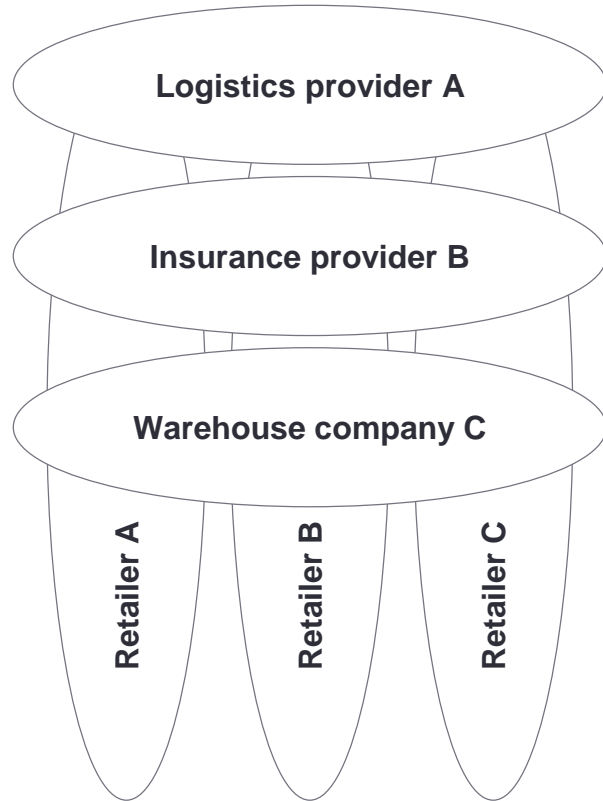 Logistics provider A
Insurance provider B
Warehouse company C
Retailer A
Retailer B
Retailer C